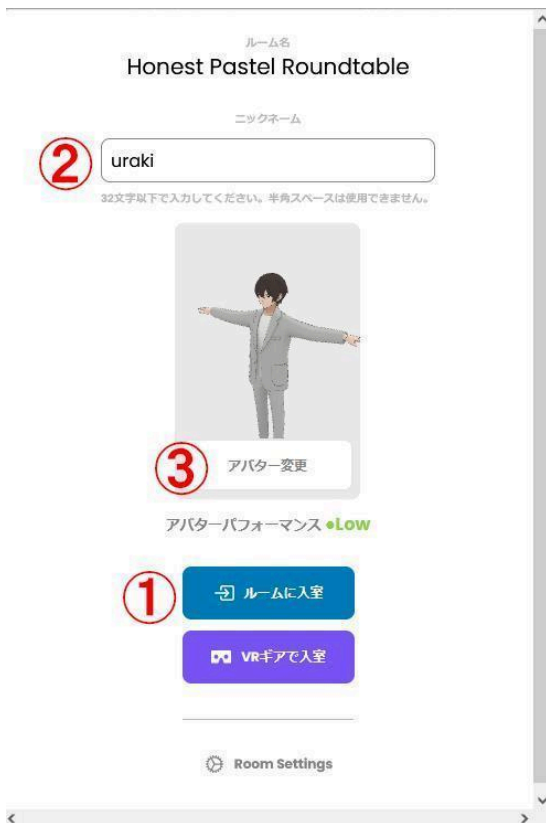 ルーム名
Honest Pastel Roundtable
ニックネーム
② uraki
32文字以下で入力してください。半角スペースは使用できません。
③ アバター変更
アバターパフォーマンス ●Low
① ルームに入室
VRギアで入室
Room Settings